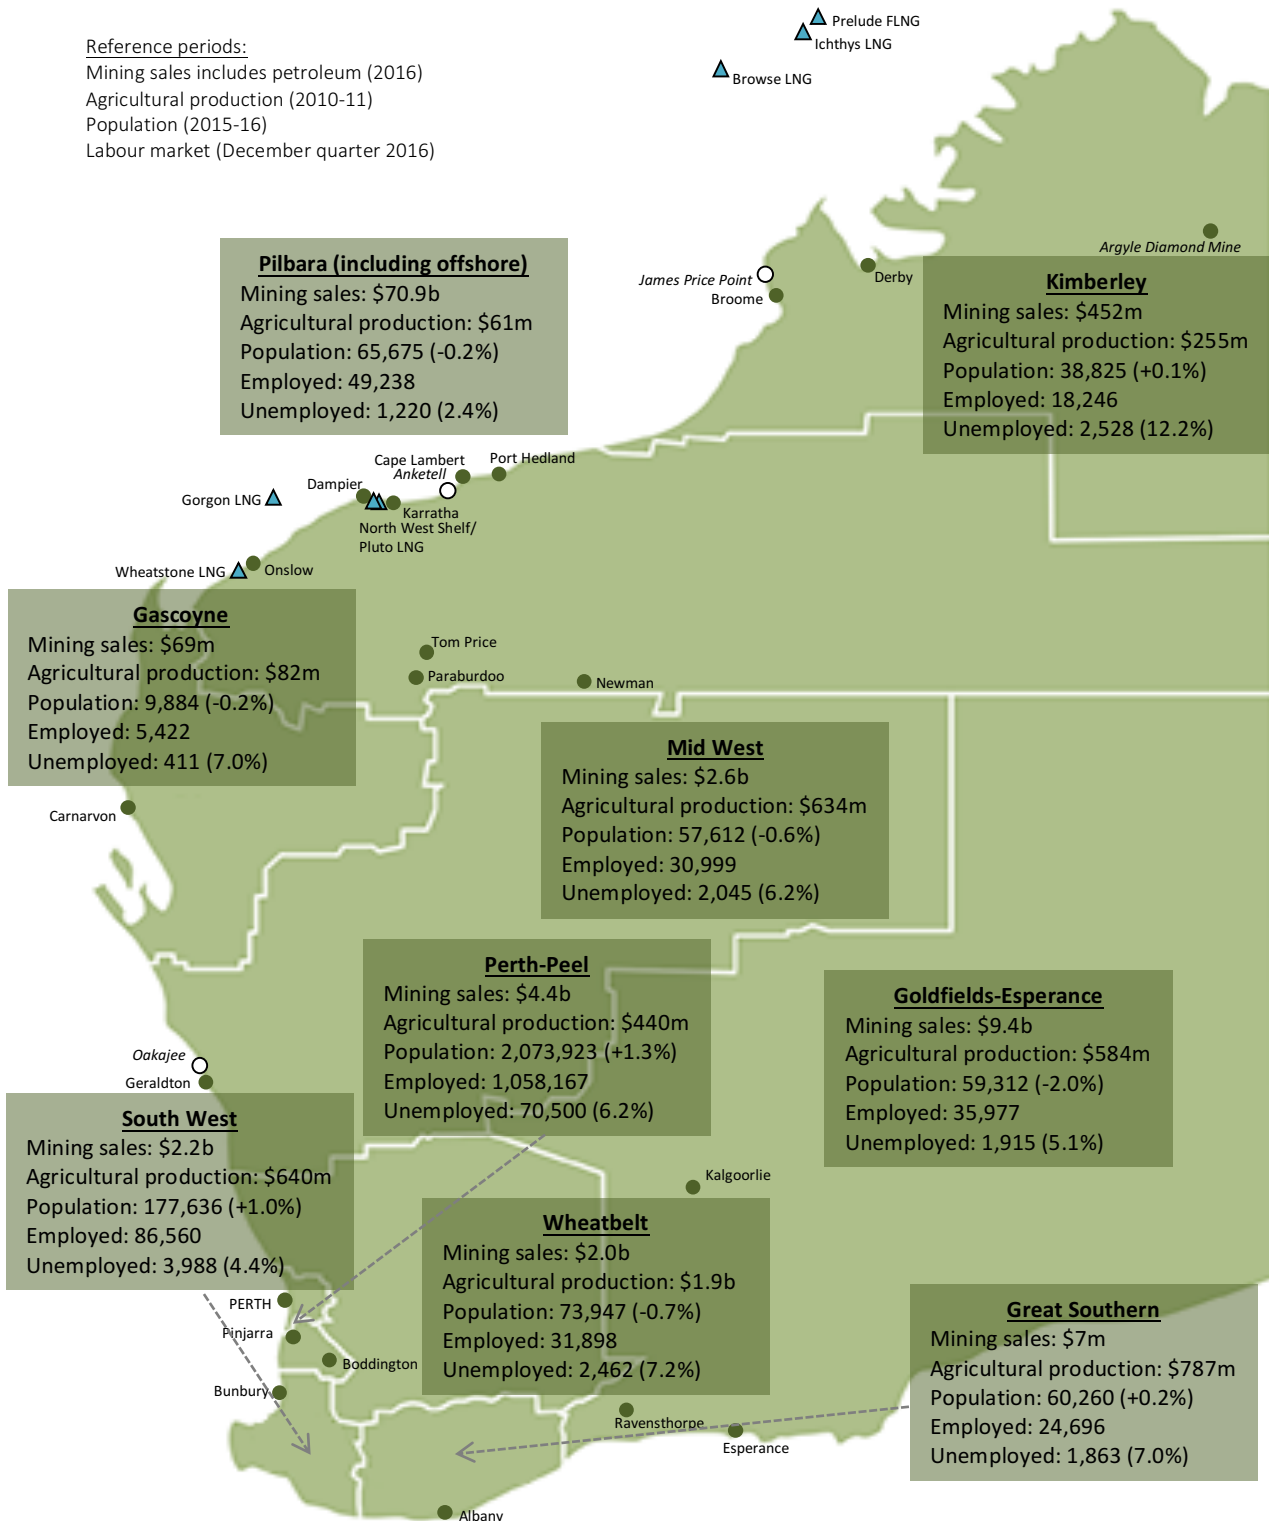 Reference periods:
Mining sales includes petroleum (2016)
Agricultural production (2010-11)
Population (2015-16)
Labour market (December quarter 2016)
Prelude FLNG
Ichthys LNG
Browse LNG
Argyle Diamond Mine
James Price Point
Broome
Derby
Pilbara (including offshore)
Mining sales: $70.9b
Agricultural production: $61m
Population: 65,675 (-0.2%)
Employed: 49,238
Unemployed: 1,220 (2.4%)
Kimberley
Mining sales: $452m
Agricultural production: $255m
Population: 38,825 (+0.1%)
Employed: 18,246
Unemployed: 2,528 (12.2%)
Cape Lambert
Port Hedland
Anketell
Dampier
Gorgon LNG
Karratha
North West Shelf/
Pluto LNG
Wheatstone LNG
Onslow
Gascoyne
Mining sales: $69m
Agricultural production: $82m
Population: 9,884 (-0.2%)
Employed: 5,422
Unemployed: 411 (7.0%)
Tom Price
Paraburdoo
Newman
Carnarvon
Mid West
Mining sales: $2.6b
Agricultural production: $634m
Population: 57,612 (-0.6%)
Employed: 30,999
Unemployed: 2,045 (6.2%)
Perth-Peel
Mining sales: $4.4b
Agricultural production: $440m
Population: 2,073,923 (+1.3%)
Employed: 1,058,167
Unemployed: 70,500 (6.2%)
Goldfields-Esperance
Mining sales: $9.4b
Agricultural production: $584m
Population: 59,312 (-2.0%)
Employed: 35,977
Unemployed: 1,915 (5.1%)
Oakajee
Geraldton
South West
Mining sales: $2.2b
Agricultural production: $640m
Population: 177,636 (+1.0%)
Employed: 86,560
Unemployed: 3,988 (4.4%)
Kalgoorlie
Wheatbelt
Mining sales: $2.0b
Agricultural production: $1.9b
Population: 73,947 (-0.7%)
Employed: 31,898
Unemployed: 2,462 (7.2%)
PERTH
Pinjarra
Boddington
Bunbury
Great Southern
Mining sales: $7m
Agricultural production: $787m
Population: 60,260 (+0.2%)
Employed: 24,696
Unemployed: 1,863 (7.0%)
Ravensthorpe
Esperance
Albany